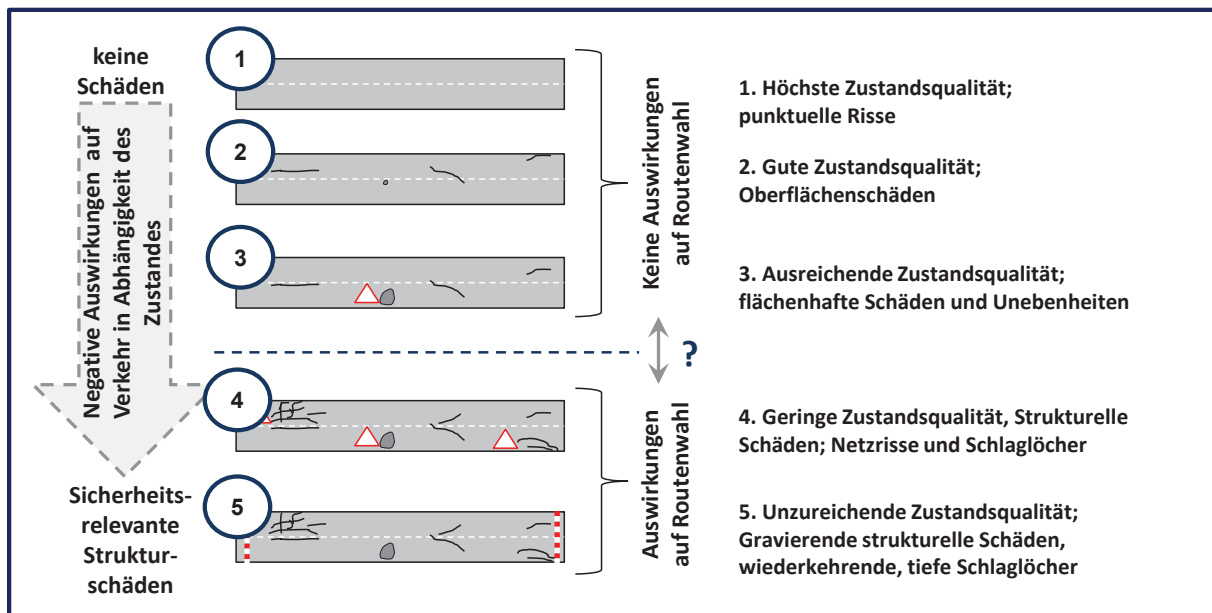 keine
Schäden
Negative Auswirkungen auf
Verkehr in Abhängigkeit des
Zustandes
Sicherheits-
relevante
Struktur-
schäden
1
2
3
4
5
Keine Auswirkungen
auf Routenwahl
?
Auswirkungen
auf Routenwahl
1. Höchste Zustandsqualität;
punktuelle Risse
2. Gute Zustandsqualität;
Oberflächenschäden
3. Ausreichende Zustandsqualität;
flächenhafte Schäden und Unebenheiten
4. Geringe Zustandsqualität, Strukturelle
Schäden; Netzrisse und Schlaglöcher
5. Unzureichende Zustandsqualität;
Gravierende strukturelle Schäden,
wiederkehrende, tiefe Schlaglöcher